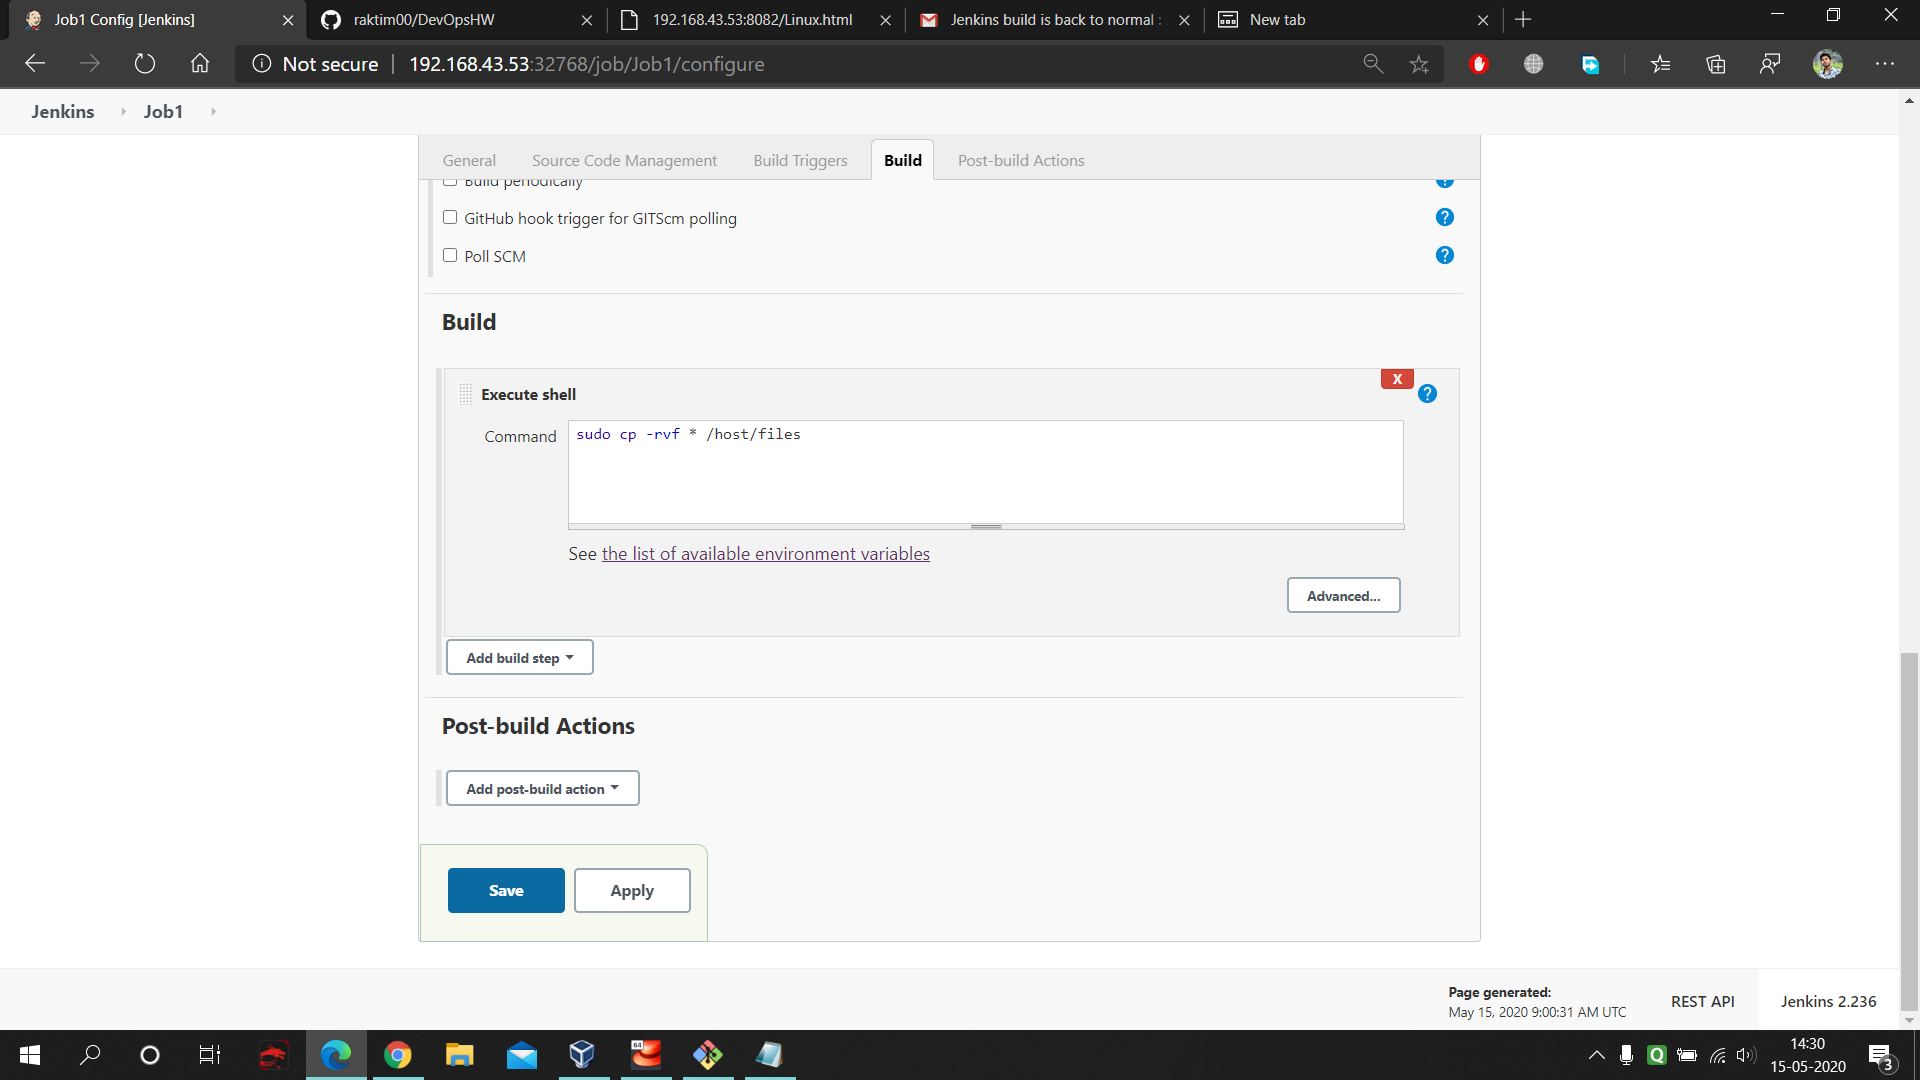 Job1 Config [Jenkins]
raktim00/DevOpsHW
192.168.43.53:8082/Linux.html
Jenkins build is back to normal :
New tab
Not secure
192.168.43.53:32768/job/Job1/configure
Jenkins
Job1
General
Source Code Management
Build Triggers
Build
Post-build Actions
Build periodically
?
GitHub hook trigger for GITScm polling
?
Poll SCM
?
Build
X
Execute shell
?
Command
sudo cp -rvf * /host/files
See the list of available environment variables
Advanced...
Add build step
Post-build Actions
Add post-build action
Save
Apply
Page generated:
May 15, 2020 9:00:31 AM UTC
REST API
Jenkins 2.236
64
Q
14:30
15-05-2020
3